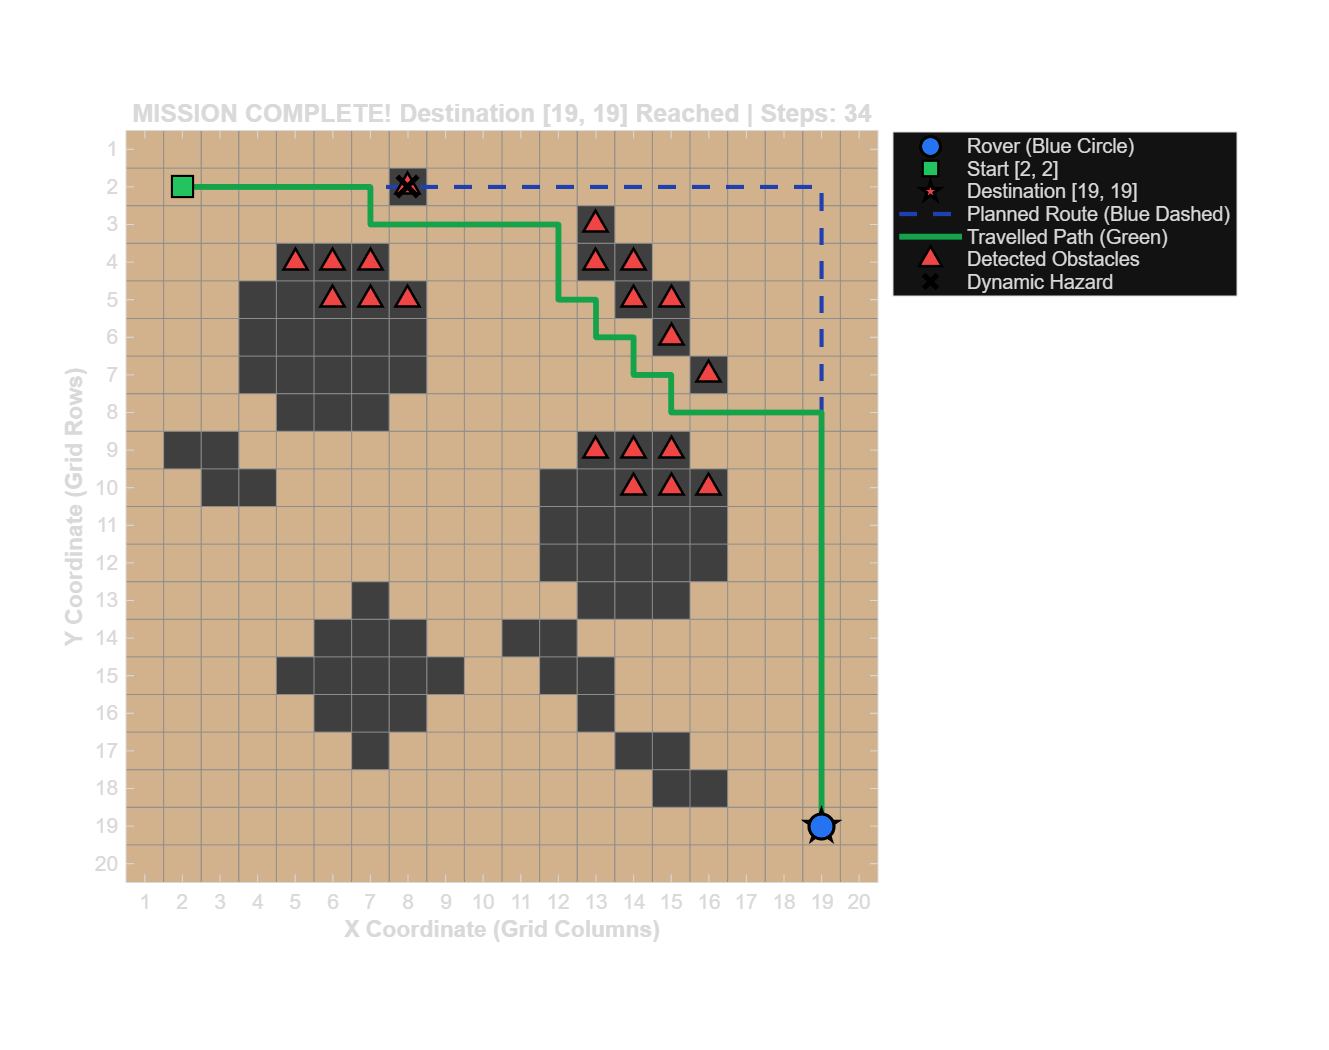 MISSION COMPLETE! Destination [19, 19] Reached | Steps: 34
Rover (Blue Circle)
Start [2, 2]
Destination [19, 19]
Planned Route (Blue Dashed)
Travelled Path (Green)
Detected Obstacles
Dynamic Hazard
Y Coordinate (Grid Rows)
1
2
3
4
5
6
7
8
9
10
11
12
13
14
15
16
17
18
19
20
1 2 3 4 5 6 7 8 9 10 11 12 13 14 15 16 17 18 19 20
X Coordinate (Grid Columns)